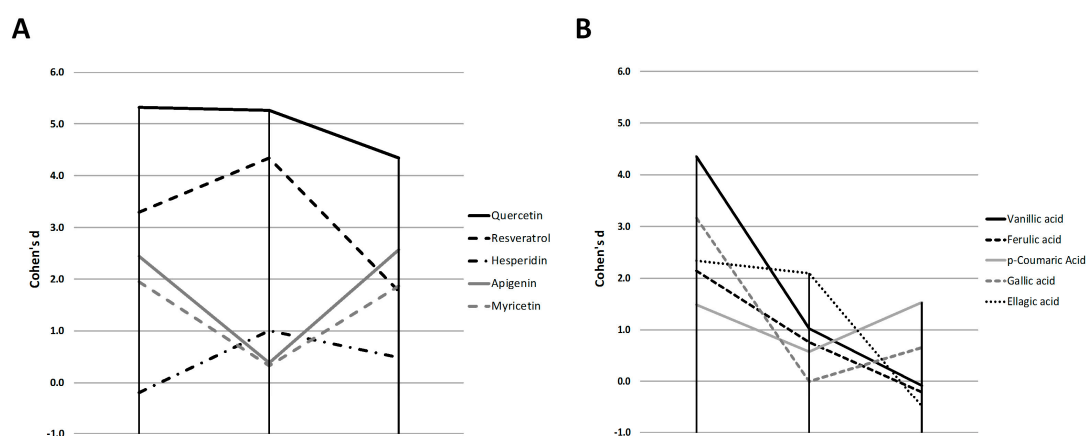 A
B
6.0
5.0
4.0
3.0
2.0
1.0
0.0
-1.0
Cohen's d
Quercetin
Resveratrol
Hesperidin
Apigenin
Myricetin
6.0
5.0
4.0
3.0
2.0
1.0
0.0
-1.0
Cohen's d
Vanillic acid
Ferulic acid
p-Coumaric Acid
Gallic acid
Ellagic acid